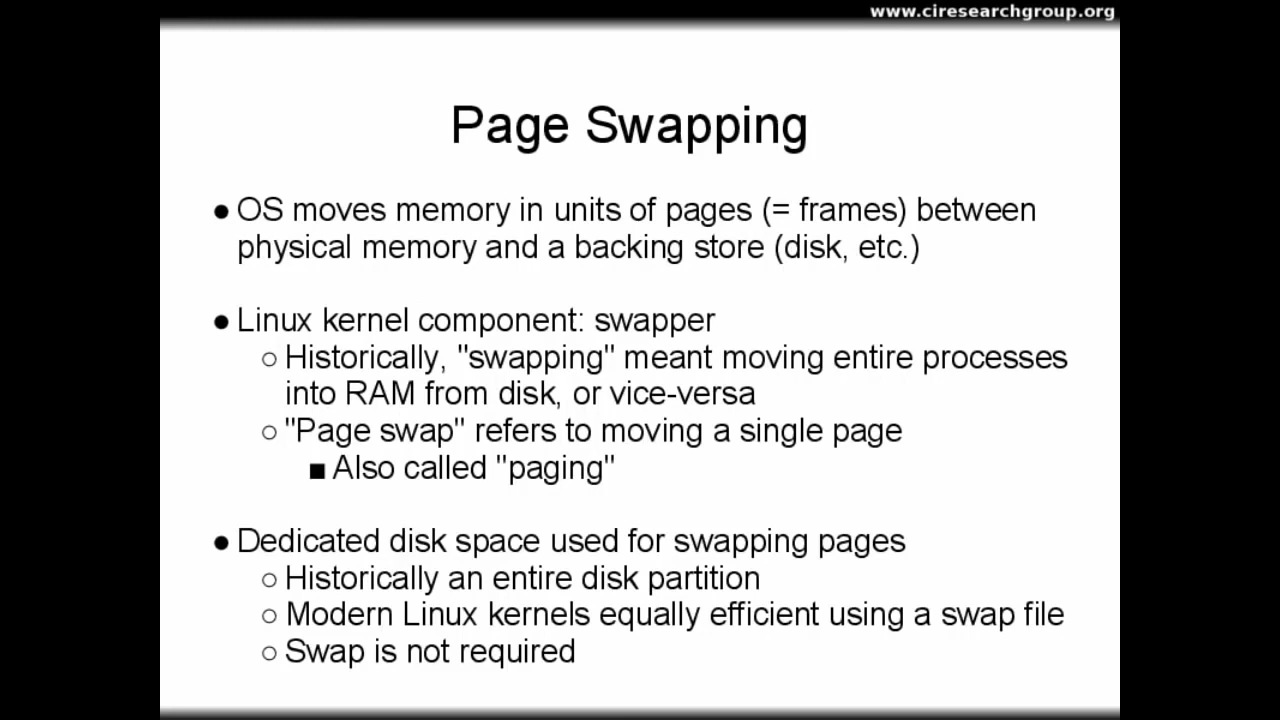 www.ciresearchgroup.org
Page Swapping
● OS moves memory in units of pages (= frames) between
physical memory and a backing store (disk, etc.)
● Linux kernel component: swapper
○ Historically, "swapping" meant moving entire processes
into RAM from disk, or vice-versa
○ "Page swap" refers to moving a single page
■ Also called "paging"
● Dedicated disk space used for swapping pages
○ Historically an entire disk partition
○ Modern Linux kernels equally efficient using a swap file
○ Swap is not required